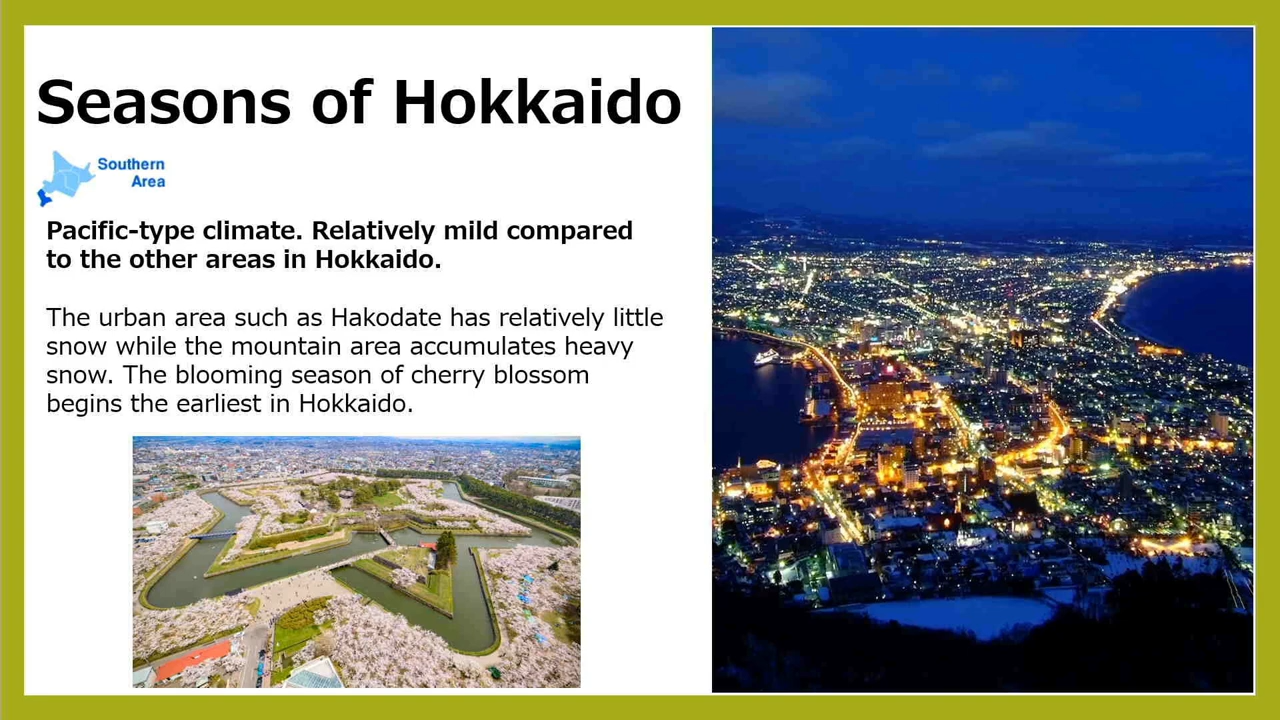 Seasons of Hokkaido
Southern
Area
Pacific-type climate. Relatively mild compared
to the other areas in Hokkaido.
The urban area such as Hakodate has relatively little
snow while the mountain area accumulates heavy
snow. The blooming season of cherry blossom
begins the earliest in Hokkaido.